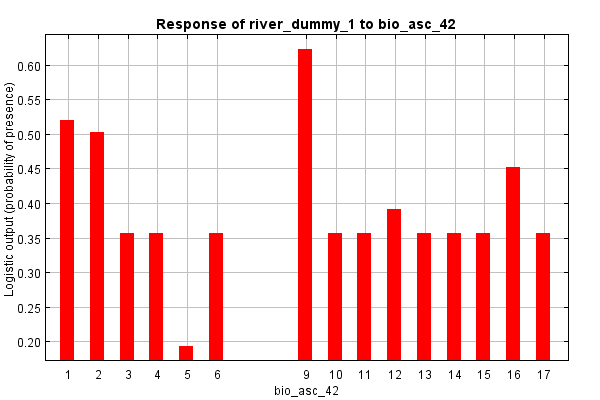 Response of river_dummy_1 to bio_asc_42
Logistic output (probability of presence)
0.60
0.55
0.50
0.45
0.40
0.35
0.30
0.25
0.20
1 2 3 4 5 6 9 10 11 12 13 14 15 16 17
bio_asc_42